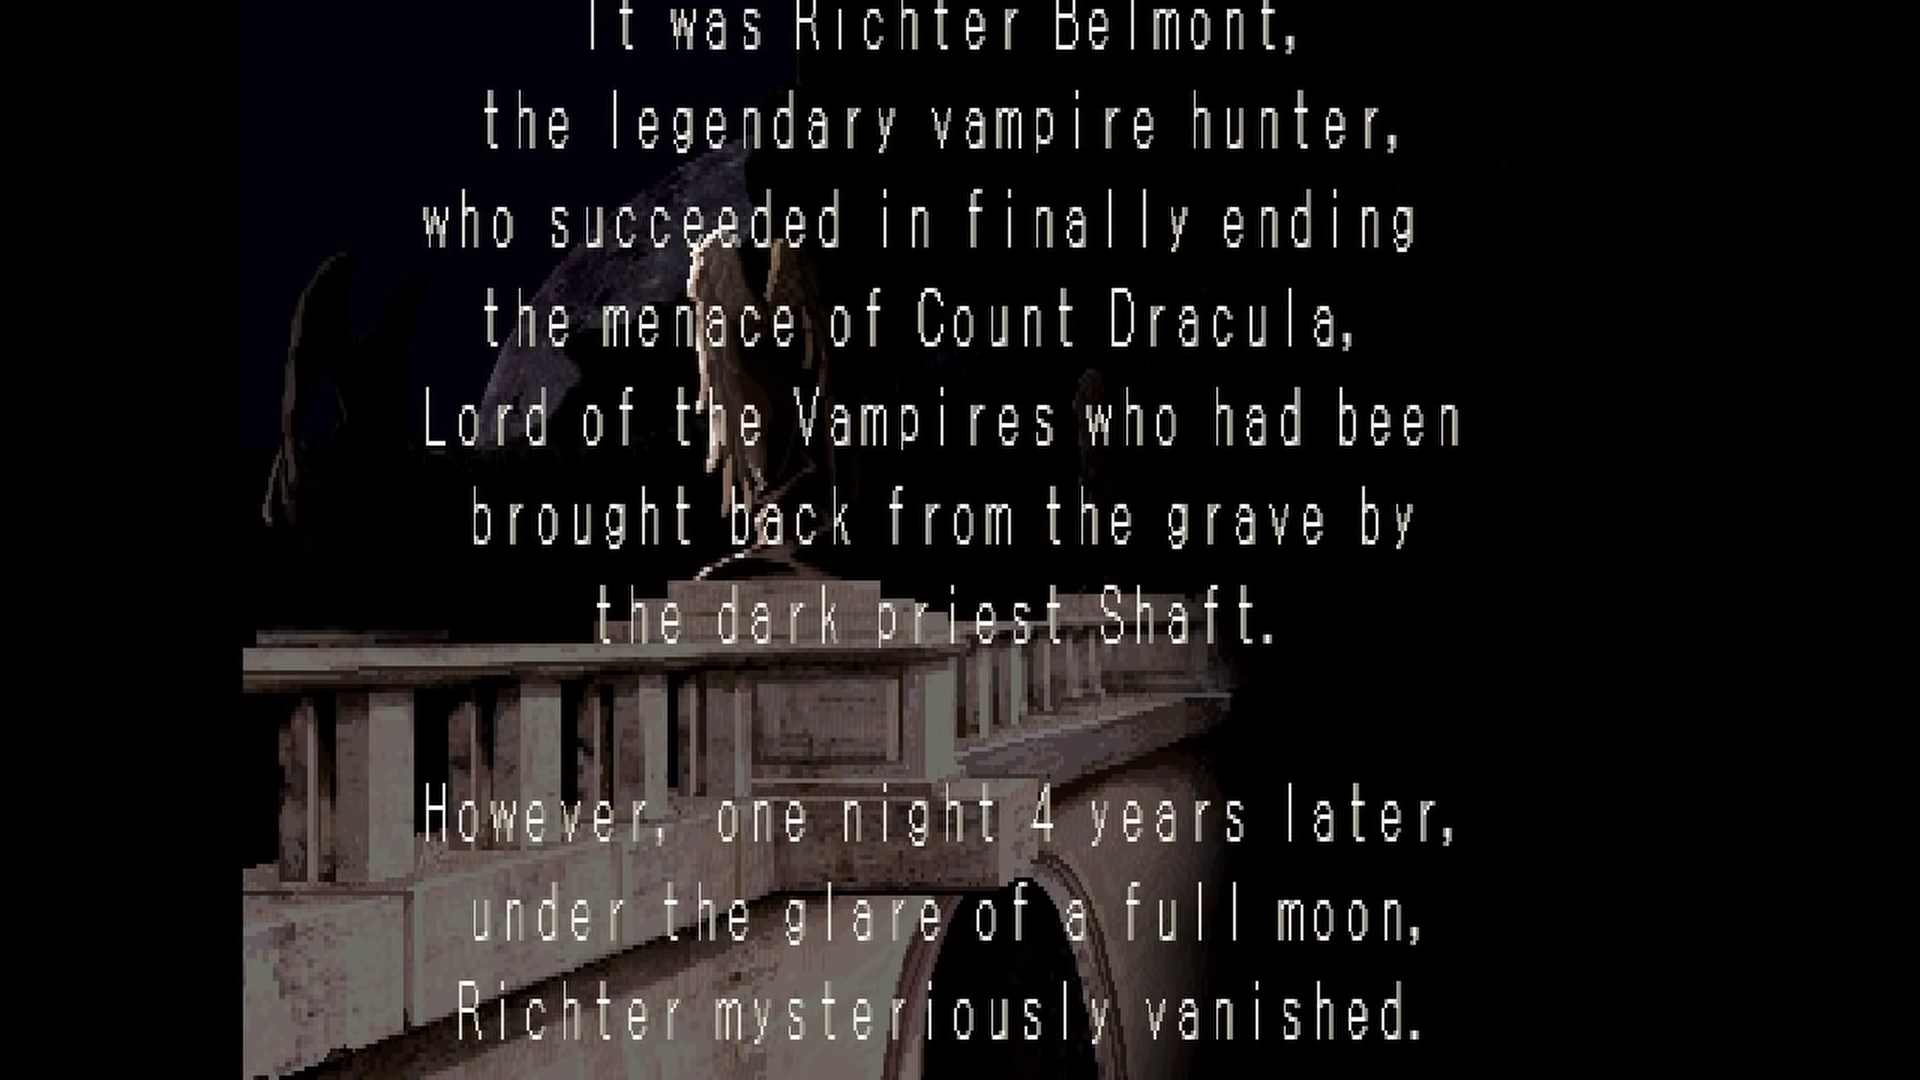 It was Richter Belmont,
the legendary vampire hunter,
who succeeded in finally ending
the menace of Count Dracula,
Lord of the Vampires who had been
brought back from the grave by
the dark priest Shaft.
However, one night 4 years later,
under the glare of a full moon,
Richter mysteriously vanished.